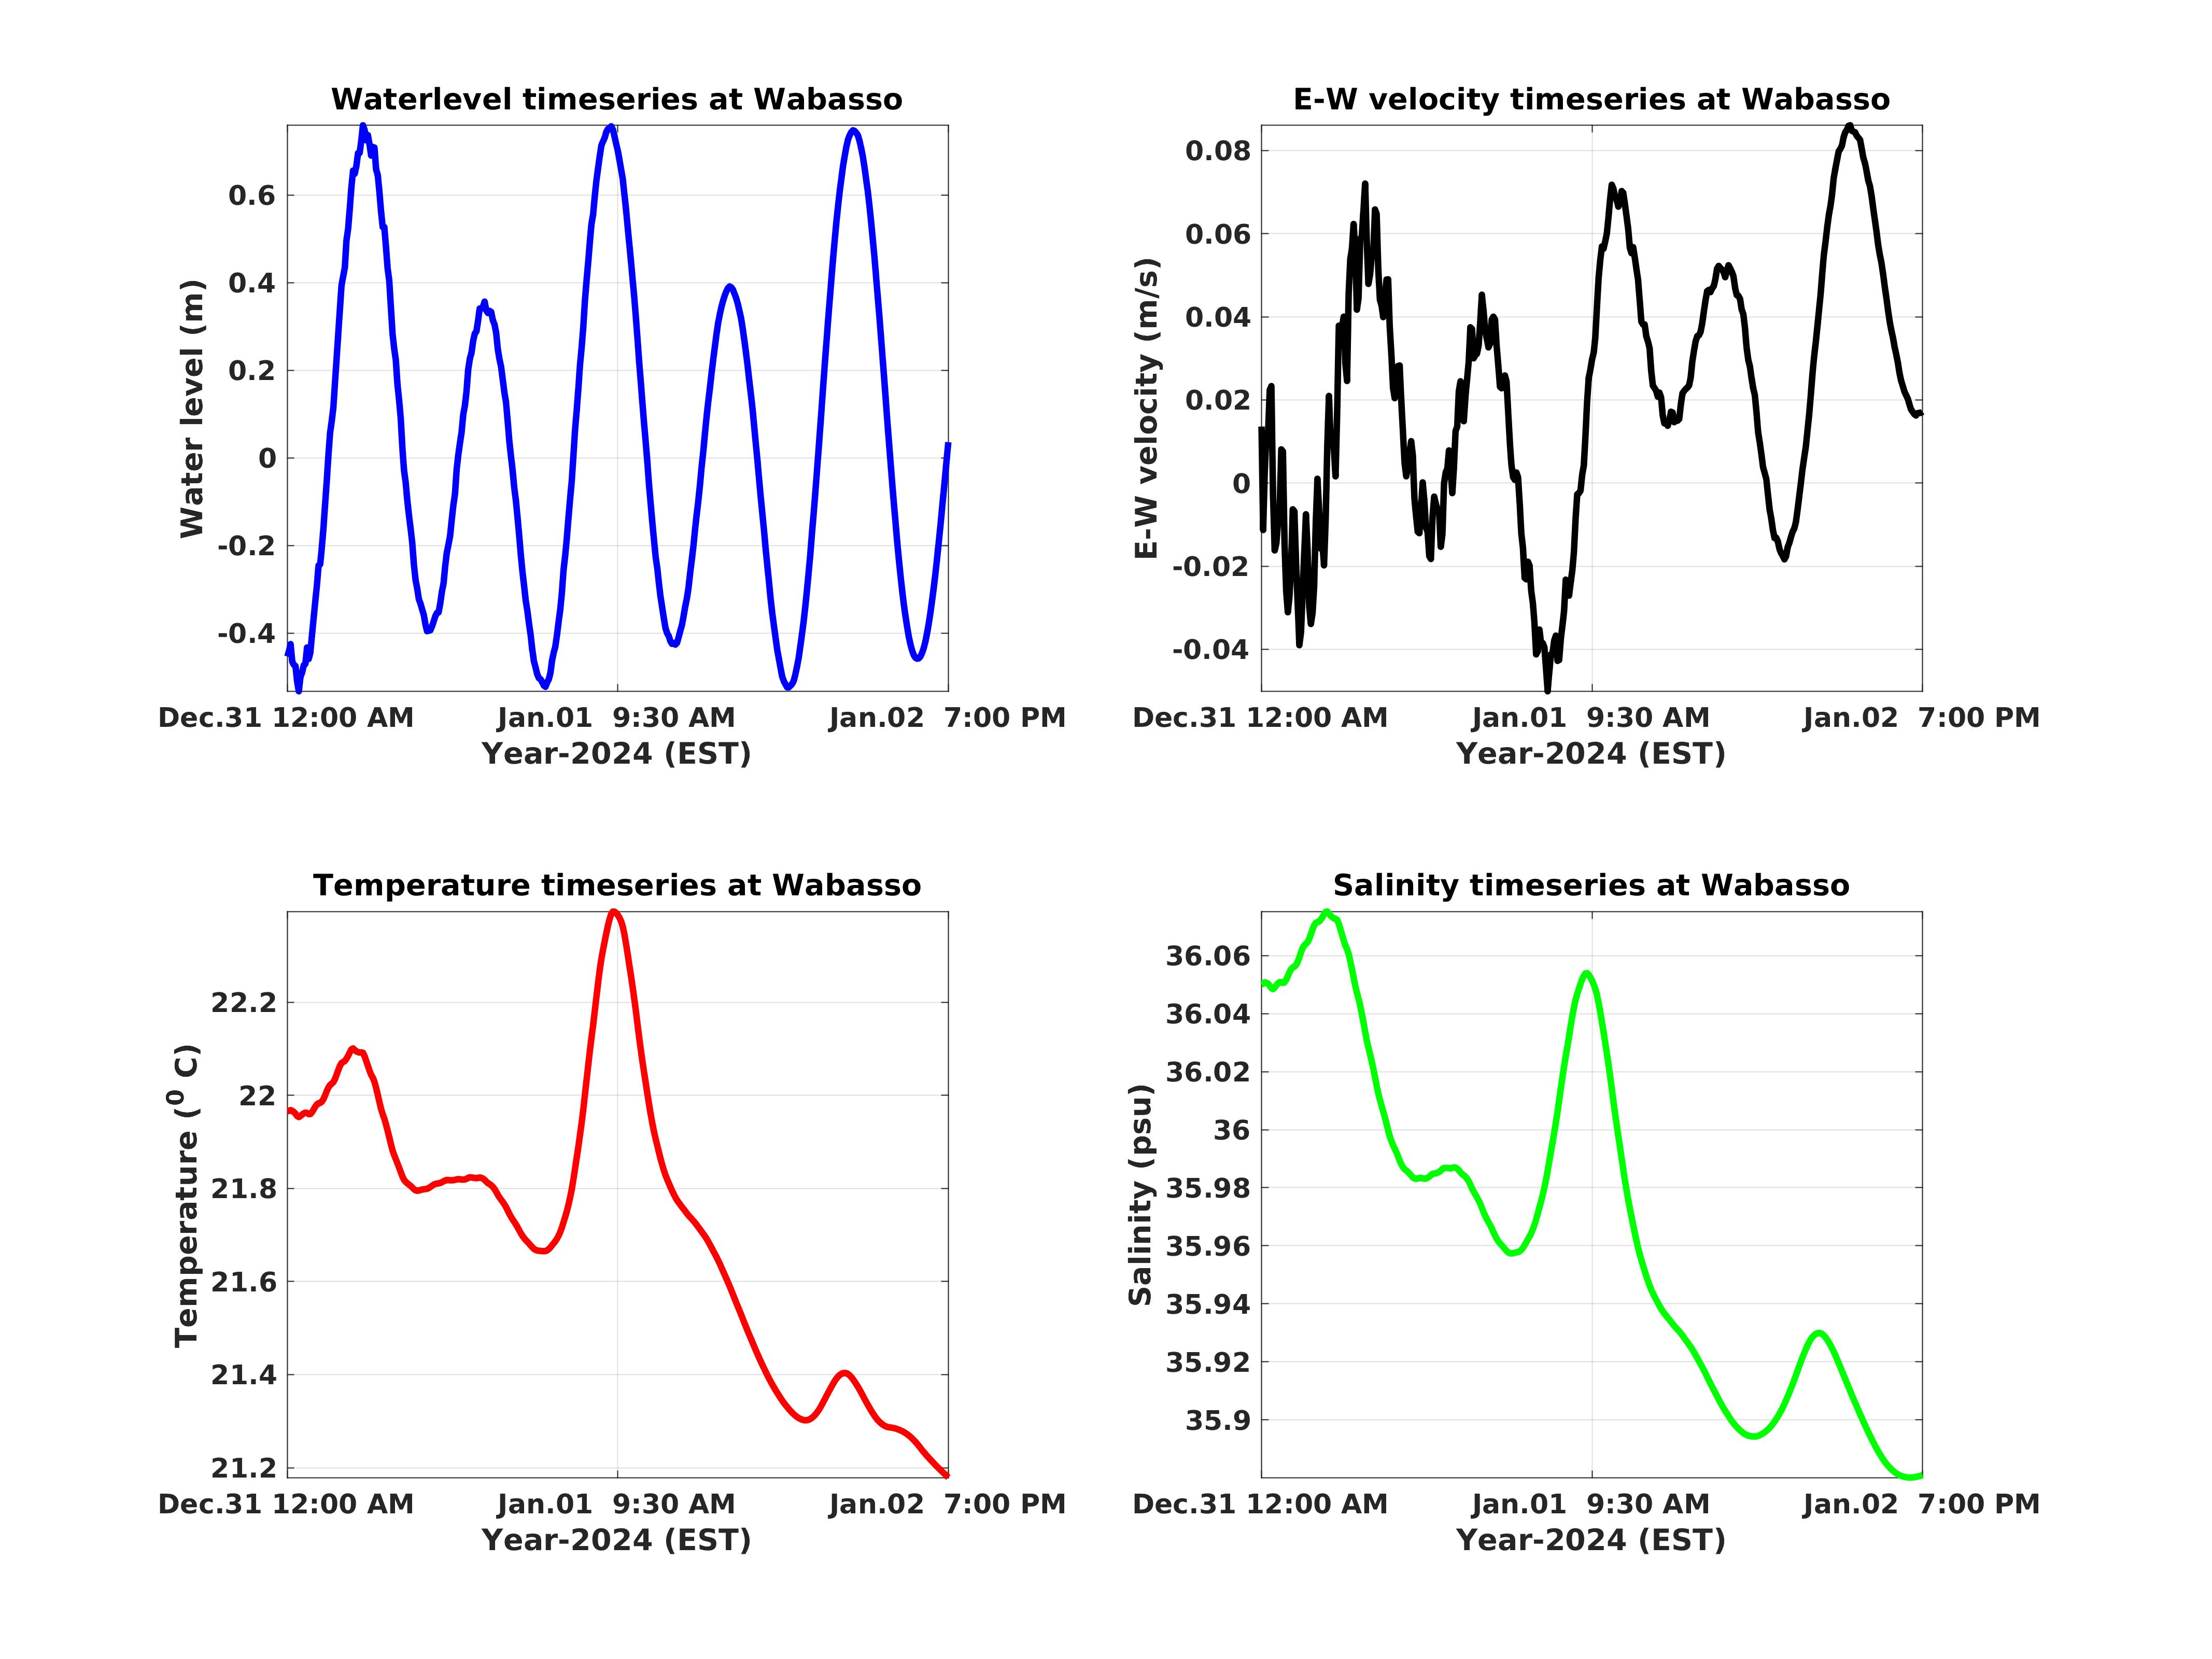 Waterlevel timeseries at Wabasso
Water level (m)
0.6
0.4
0.2
0
-0.2
-0.4
Dec.31 12:00 AM Jan.01 9:30 AM Jan.02 7:00 PM
Year-2024 (EST)
E-W velocity timeseries at Wabasso
E-W velocity (m/s)
0.08
0.06
0.04
0.02
0
-0.02
-0.04
Dec.31 12:00 AM Jan.01 9:30 AM Jan.02 7:00 PM
Year-2024 (EST)
Temperature timeseries at Wabasso
Temperature (⁰ C)
22.2
22
21.8
21.6
21.4
21.2
Dec.31 12:00 AM Jan.01 9:30 AM Jan.02 7:00 PM
Year-2024 (EST)
Salinity timeseries at Wabasso
Salinity (psu)
36.06
36.04
36.02
36
35.98
35.96
35.94
35.92
35.9
Dec.31 12:00 AM Jan.01 9:30 AM Jan.02 7:00 PM
Year-2024 (EST)